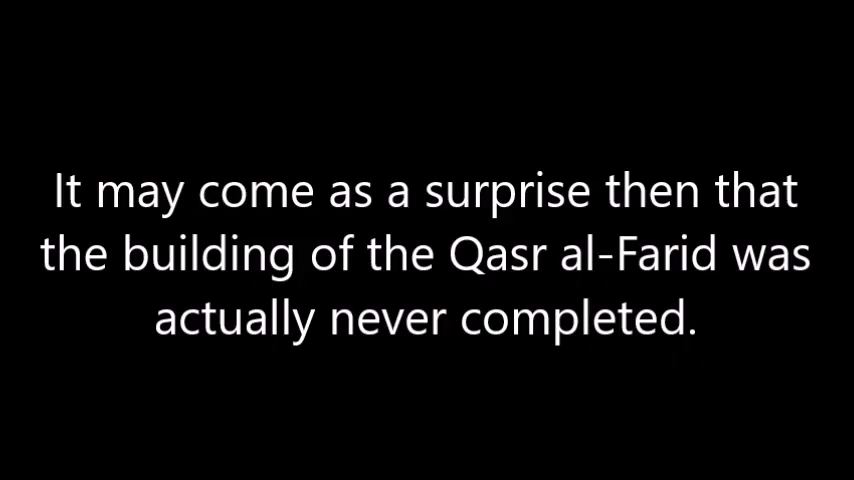 It may come as a surprise then that
the building of the Qasr al-Farid was
actually never completed.